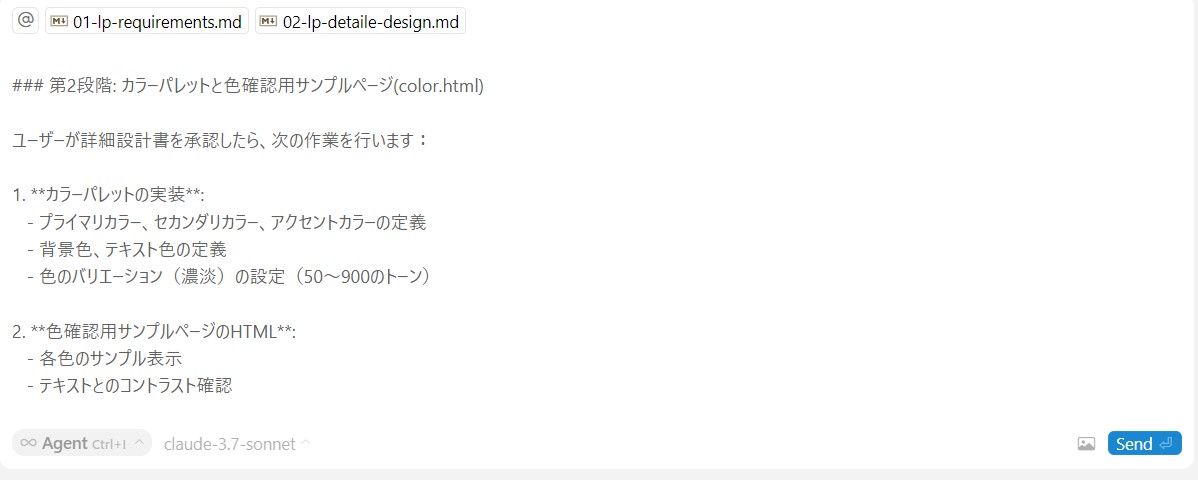 @ 01-lp-requirements.md 02-lp-detaile-design.md
### 第2段階: カラーパレットと色確認用サンプルページ(color.html)
ユーザーが詳細設計書を承認したら、次の作業を行います：
1. **カラーパレットの実装**:
- プライマリカラー、セカンダリカラー、アクセントカラーの定義
- 背景色、テキスト色の定義
- 色のバリエーション（濃淡）の設定（50～900のトーン）
2. **色確認用サンプルページのHTML**:
- 各色のサンプル表示
- テキストとのコントラスト確認
∞ Agent Ctrl+I claude-3.7-sonnet Send